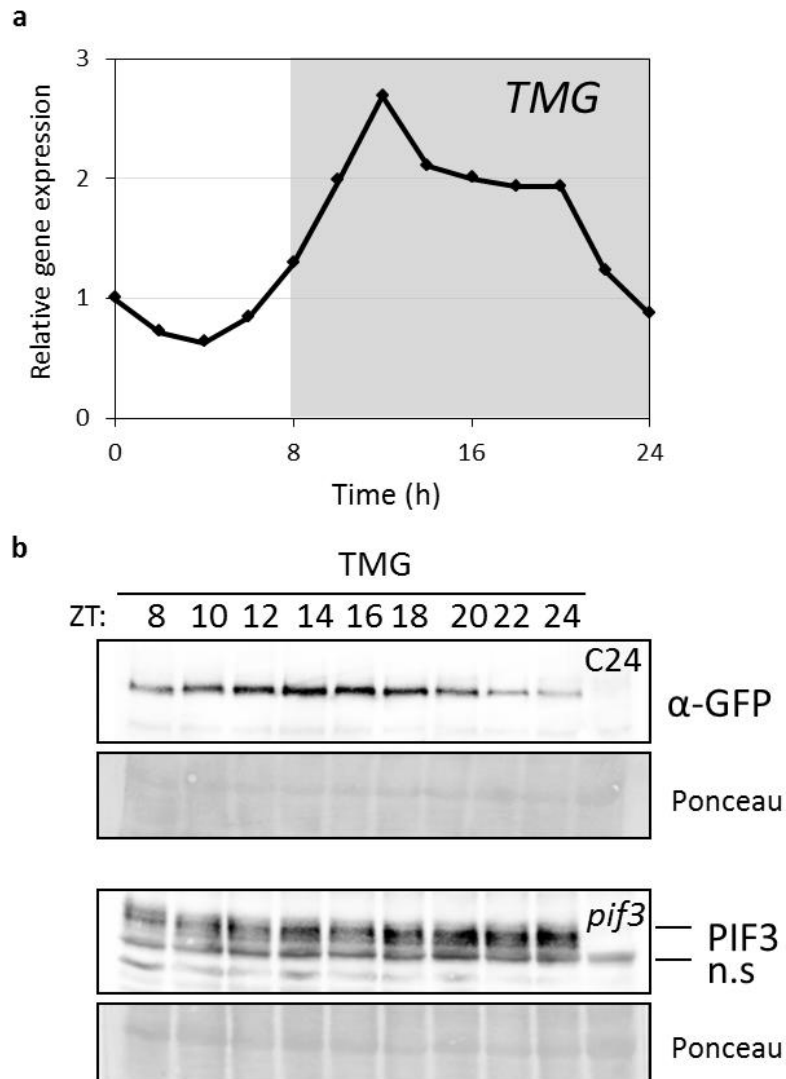 a
3
2
1
0
Relative gene expression
TMG
0 8 16 24
Time (h)
b
TMG
ZT: 8 10 12 14 16 18 20 22 24
C24
α-GFP
Ponceau
pif3
PIF3
n.s
Ponceau